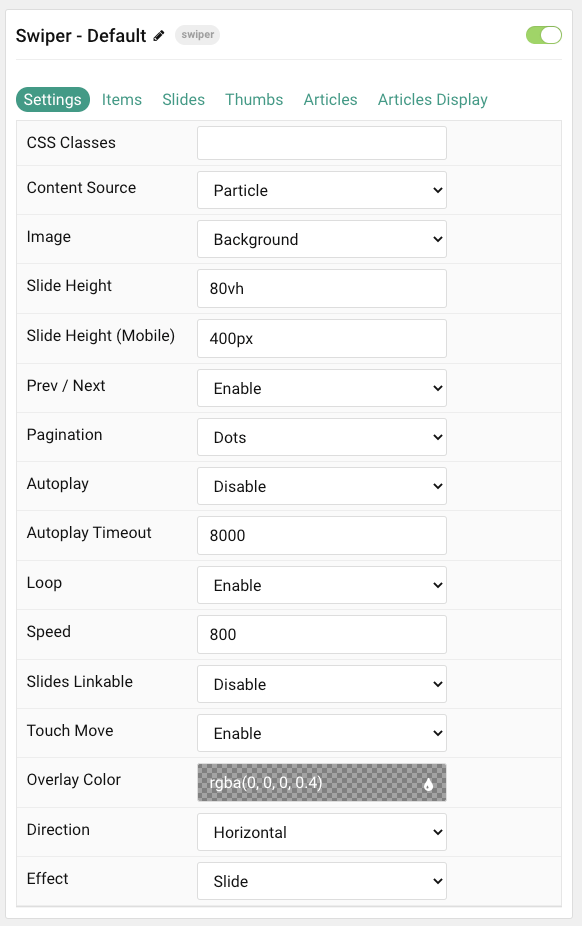 Swiper - Default swiper
Settings Items Slides Thumbs Articles Articles Display
CSS Classes
Content Source Particle
Image Background
Slide Height 80vh
Slide Height (Mobile) 400px
Prev / Next Enable
Pagination Dots
Autoplay Disable
Autoplay Timeout 8000
Loop Enable
Speed 800
Slides Linkable Disable
Touch Move Enable
Overlay Color rgba(0, 0, 0, 0.4)
Direction Horizontal
Effect Slide